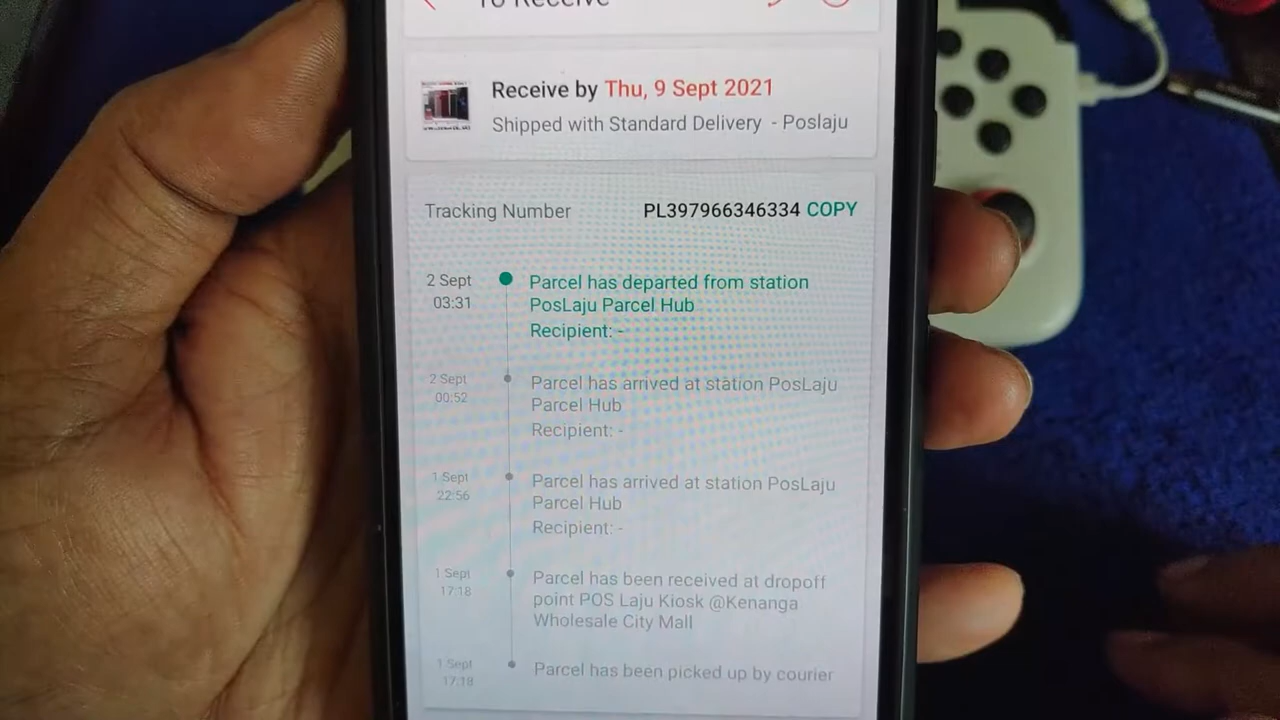 To Receive
Receive by Thu, 9 Sept 2021
Shipped with Standard Delivery - Poslaju
Tracking Number PL397966346334 COPY
2 Sept Parcel has departed from station
03:31 PosLaju Parcel Hub
Recipient: -
2 Sept Parcel has arrived at station PosLaju
00:52 Parcel Hub
Recipient: -
1 Sept Parcel has arrived at station PosLaju
22:56 Parcel Hub
Recipient: -
1 Sept Parcel has been received at dropoff
17:18 point POS Laju Kiosk @Kenanga
Wholesale City Mall
1 Sept Parcel has been picked up by courier
17:18